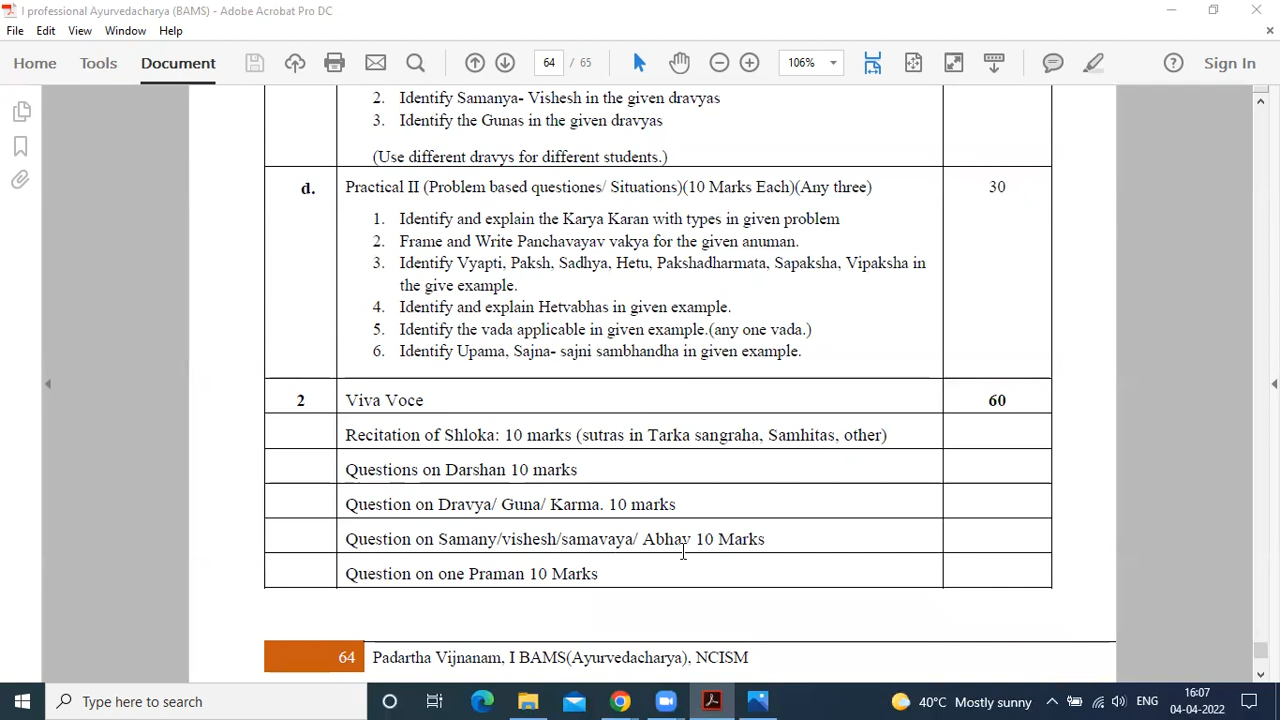 I professional Ayurvedacharya (BAMS) - Adobe Acrobat Pro DC
File Edit View Window Help
Home Tools Document 64 / 65 106% Sign In
2. Identify Samanya- Vishesh in the given dravyas
3. Identify the Gunas in the given dravyas
(Use different dravys for different students.)
d. Practical II (Problem based questiones/ Situations)(10 Marks Each)(Any three) 30
1. Identify and explain the Karya Karan with types in given problem
2. Frame and Write Panchavayav vakya for the given anuman.
3. Identify Vyapti, Paksh, Sadhya, Hetu, Pakshadharmata, Sapaksha, Vipaksha in
the give example.
4. Identify and explain Hetvabhas in given example.
5. Identify the vada applicable in given example.(any one vada.)
6. Identify Upama, Sajna- sajni sambhandha in given example.
2 Viva Voce 60
Recitation of Shloka: 10 marks (sutras in Tarka sangraha, Samhitas, other)
Questions on Darshan 10 marks
Question on Dravya/ Guna/ Karma. 10 marks
Question on Samany/vishesh/samavaya/ Abhav 10 Marks
Question on one Praman 10 Marks
64 Padartha Vijnanam, I BAMS(Ayurvedacharya), NCISM
Type here to search 40°C Mostly sunny ENG 16:07
04-04-2022